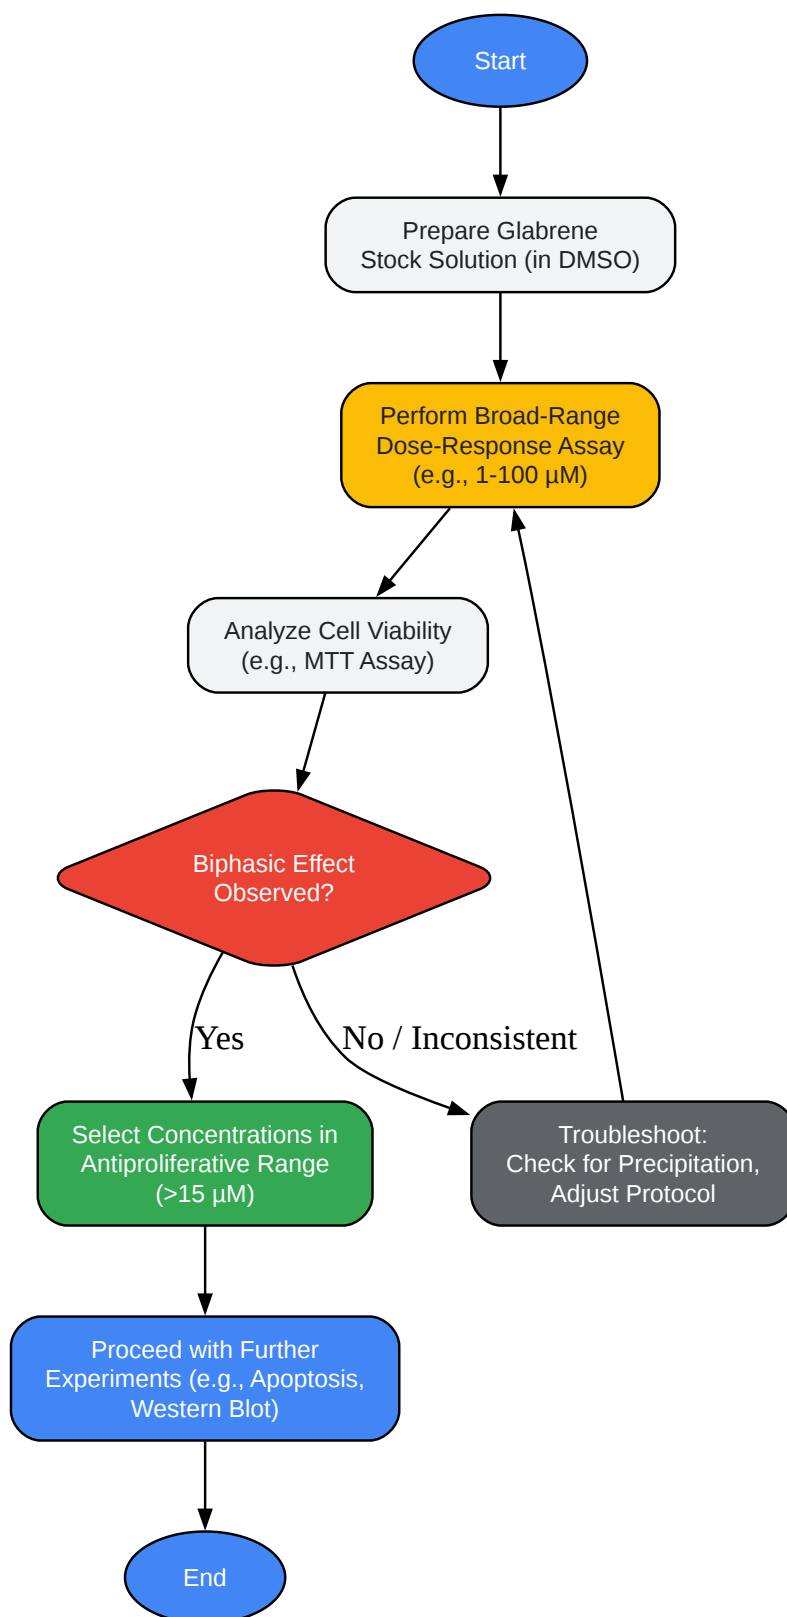 Start
Prepare Glabrene
Stock Solution (in DMSO)
Perform Broad-Range
Dose-Response Assay
(e.g., 1-100 µM)
Analyze Cell Viability
(e.g., MTT Assay)
Biphasic Effect
Observed?
Yes
No / Inconsistent
Select Concentrations in
Antiproliferative Range
(>15 µM)
Troubleshoot:
Check for Precipitation,
Adjust Protocol
Proceed with Further
Experiments (e.g., Apoptosis,
Western Blot)
End